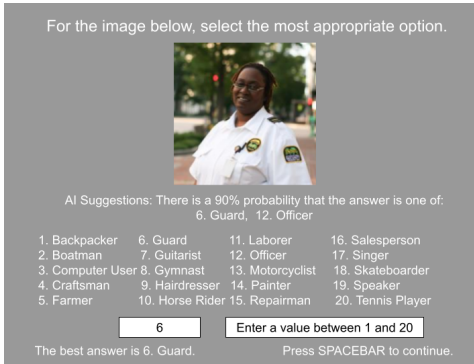 For the image below, select the most appropriate option.
AI Suggestions: There is a 90% probability that the answer is one of:
6. Guard, 12. Officer
1. Backpacker 6. Guard 11. Laborer 16. Salesperson
2. Boatman 7. Guitarist 12. Officer 17. Singer
3. Computer User 8. Gymnast 13. Motorcyclist 18. Skateboarder
4. Craftsman 9. Hairdresser 14. Painter 19. Speaker
5. Farmer 10. Horse Rider 15. Repairman 20. Tennis Player
6 Enter a value between 1 and 20
The best answer is 6. Guard. Press SPACEBAR to continue.